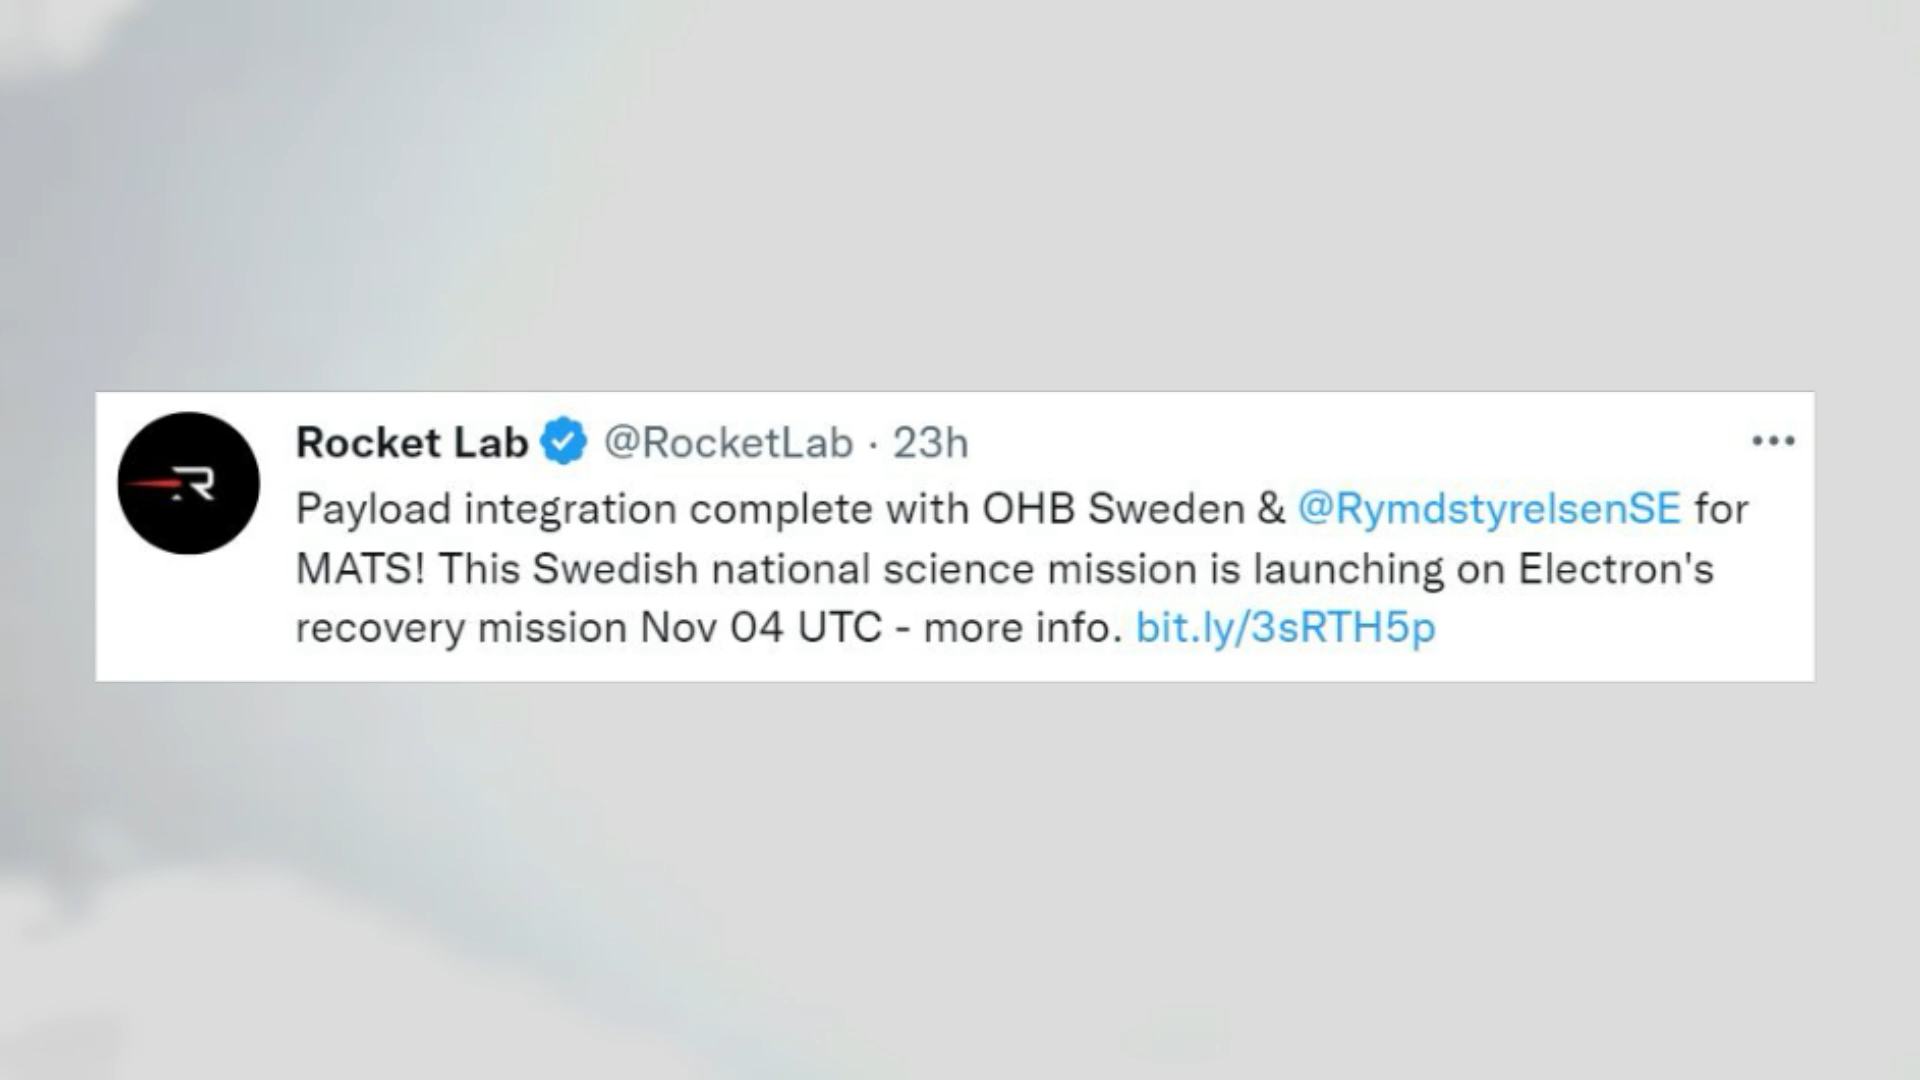 Rocket Lab @RocketLab · 23h
Payload integration complete with OHB Sweden & @RymdstyrelsenSE for
MATS! This Swedish national science mission is launching on Electron's
recovery mission Nov 04 UTC - more info. bit.ly/3sRTH5p